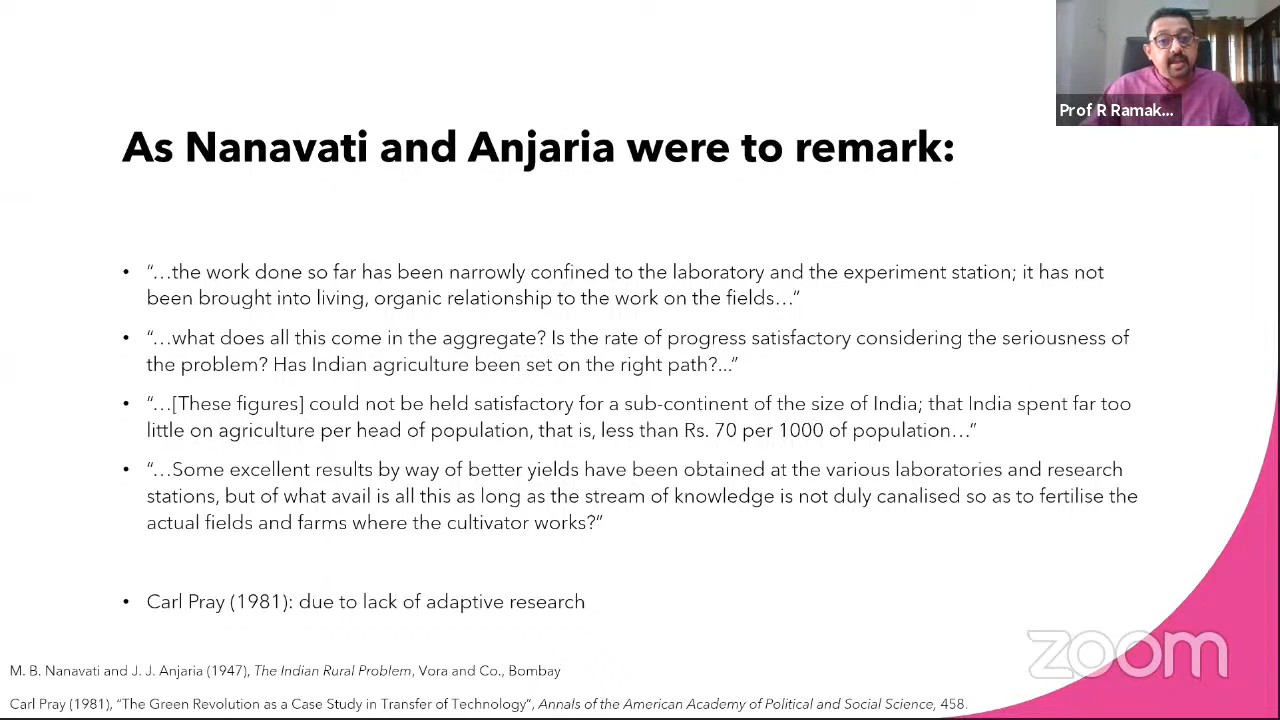 Prof R Ramak...
As Nanavati and Anjaria were to remark:
• “…the work done so far has been narrowly confined to the laboratory and the experiment station; it has not
been brought into living, organic relationship to the work on the fields…”
• “…what does all this come in the aggregate? Is the rate of progress satisfactory considering the seriousness of
the problem? Has Indian agriculture been set on the right path?...”
• “…[These figures] could not be held satisfactory for a sub-continent of the size of India; that India spent far too
little on agriculture per head of population, that is, less than Rs. 70 per 1000 of population…”
• “…Some excellent results by way of better yields have been obtained at the various laboratories and research
stations, but of what avail is all this as long as the stream of knowledge is not duly canalised so as to fertilise the
actual fields and farms where the cultivator works?”
• Carl Pray (1981): due to lack of adaptive research
zoom
M. B. Nanavati and J. J. Anjaria (1947), The Indian Rural Problem, Vora and Co., Bombay
Carl Pray (1981), “The Green Revolution as a Case Study in Transfer of Technology”, Annals of the American Academy of Political and Social Science, 458.